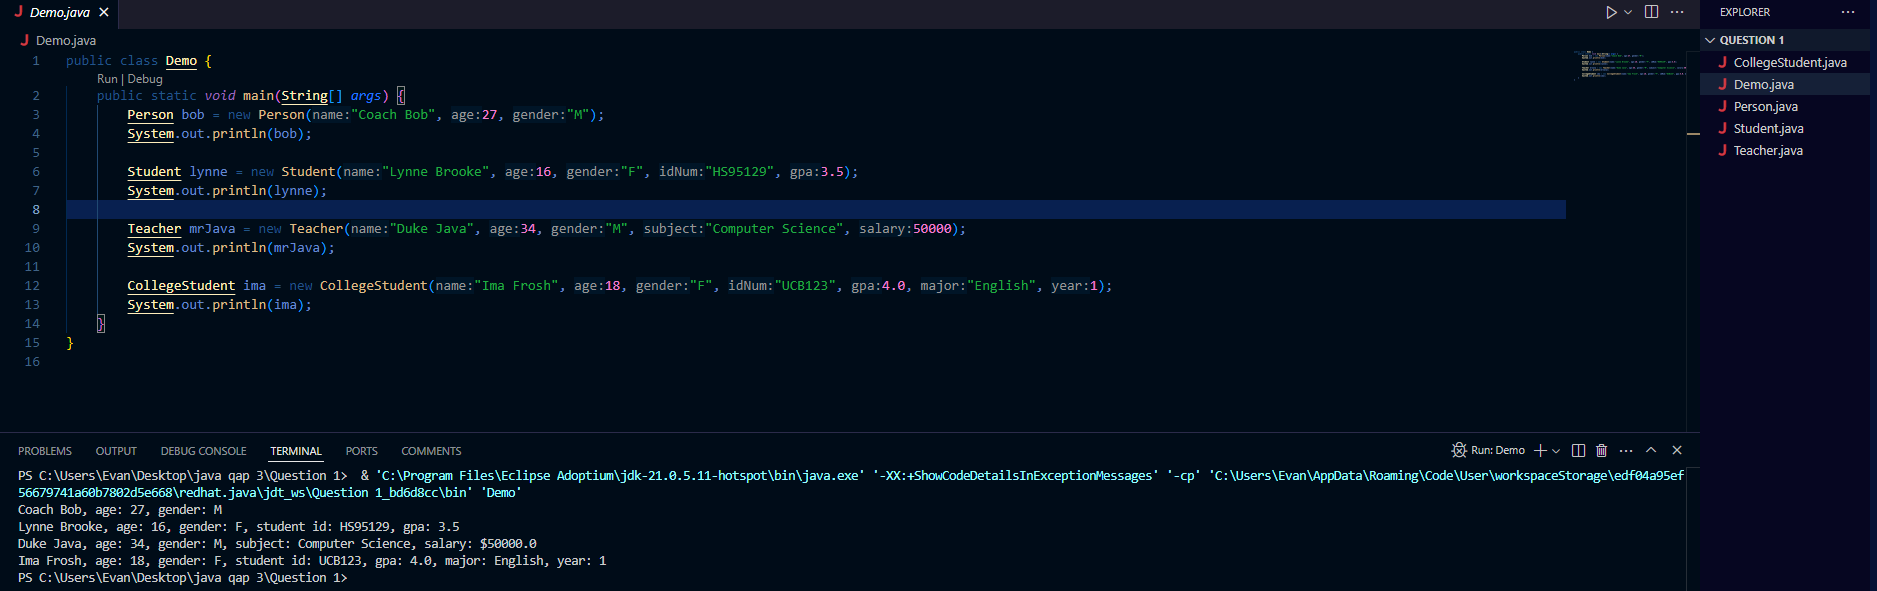 Demo.java
EXPLORER
Demo.java
QUESTION 1
CollegeStudent.java
Demo.java
Person.java
Student.java
Teacher.java
1 public class Demo {
Run | Debug
2 public static void main(String[] args) {
3 Person bob = new Person(name:"Coach Bob", age:27, gender:"M");
4 System.out.println(bob);
5
6 Student lynne = new Student(name:"Lynne Brooke", age:16, gender:"F", idNum:"HS95129", gpa:3.5);
7 System.out.println(lynne);
8
9 Teacher mrJava = new Teacher(name:"Duke Java", age:34, gender:"M", subject:"Computer Science", salary:50000);
10 System.out.println(mrJava);
11
12 CollegeStudent ima = new CollegeStudent(name:"Ima Frosh", age:18, gender:"F", idNum:"UCB123", gpa:4.0, major:"English", year:1);
13 System.out.println(ima);
14 }
15 }
16
PROBLEMS OUTPUT DEBUG CONSOLE TERMINAL PORTS COMMENTS
Run: Demo
PS C:\Users\Evan\Desktop\java qap 3\Question 1>  & 'C:\Program Files\Eclipse Adoptium\jdk-21.0.5.11-hotspot\bin\java.exe' '-XX:+ShowCodeDetailsInExceptionMessages' '-cp' 'C:\Users\Evan\AppData\Roaming\Code\User\workspaceStorage\edf04a95ef
56679741a60b7802d5e668\redhat.java\jdt_ws\Question 1_bd6d8cc\bin' 'Demo'
Coach Bob, age: 27, gender: M
Lynne Brooke, age: 16, gender: F, student id: HS95129, gpa: 3.5
Duke Java, age: 34, gender: M, subject: Computer Science, salary: $50000.0
Ima Frosh, age: 18, gender: F, student id: UCB123, gpa: 4.0, major: English, year: 1
PS C:\Users\Evan\Desktop\java qap 3\Question 1>